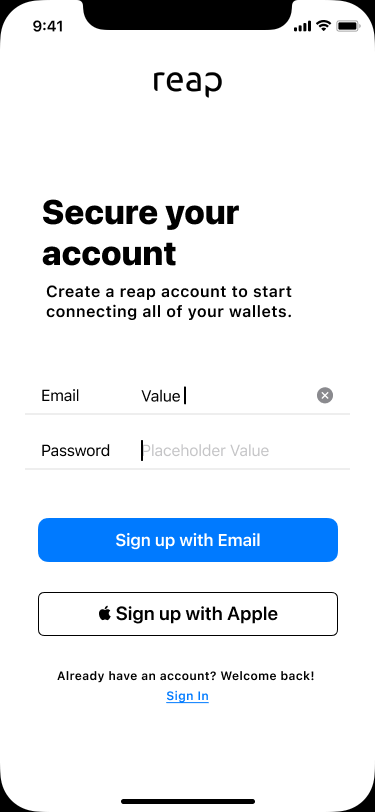 9:41
reap
Secure your
account
Create a reap account to start
connecting all of your wallets.
Email Value
Password Placeholder Value
Sign up with Email
Sign up with Apple
Already have an account? Welcome back!
Sign In